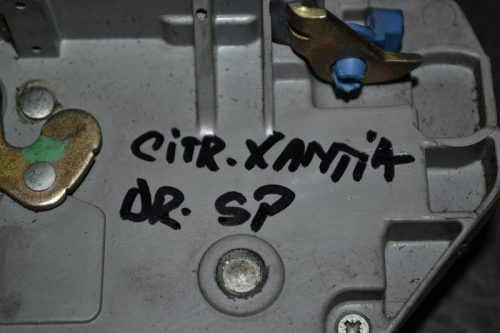 CITR. XANTIA
DR. SP